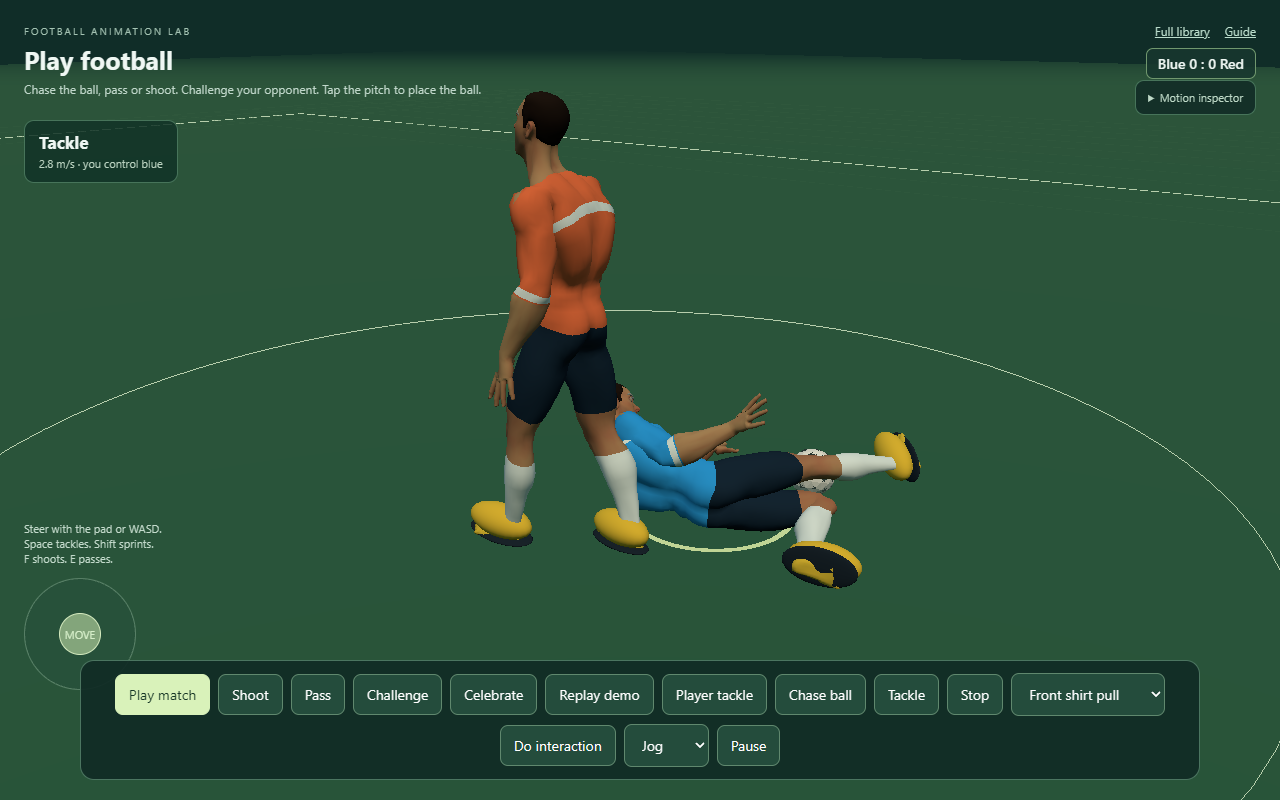 FOOTBALL ANIMATION LAB
Play football
Chase the ball, pass or shoot. Challenge your opponent. Tap the pitch to place the ball.
Full library Guide
Blue 0 : 0 Red
Motion inspector
Tackle
2.8 m/s · you control blue
Steer with the pad or WASD.
Space tackles. Shift sprints.
F shoots. E passes.
MOVE
Play match Shoot Pass Challenge Celebrate Replay demo Player tackle Chase ball Tackle Stop Front shirt pull
Do interaction Jog Pause